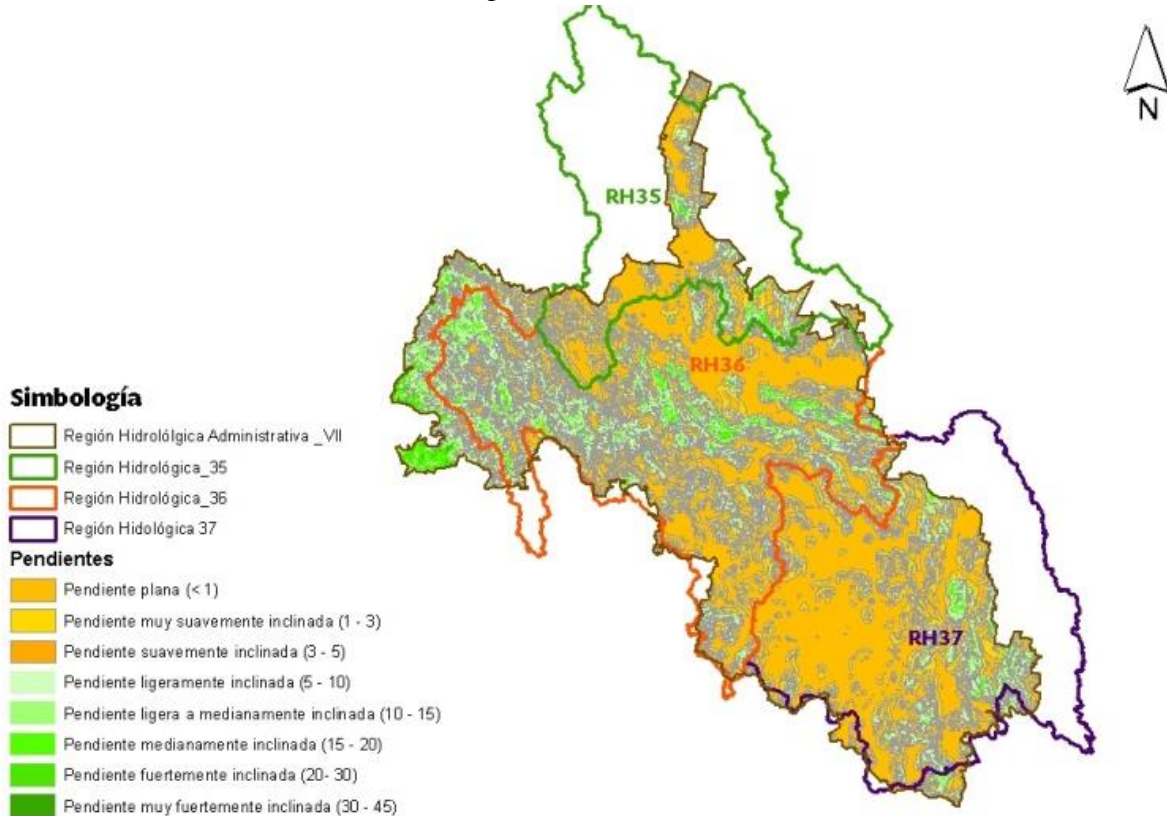 N
RH35
RH36
RH37
Simbología
Región Hidrolólgica Administrativa _VII
Región Hidrológica_35
Región Hidrológica_36
Región Hidológica 37
Pendientes
Pendiente plana (< 1)
Pendiente muy suavemente inclinada (1 - 3)
Pendiente suavemente inclinada (3 - 5)
Pendiente ligeramente inclinada (5 - 10)
Pendiente ligera a medianamente inclinada (10 - 15)
Pendiente medianamente inclinada (15 - 20)
Pendiente fuertemente inclinada (20- 30)
Pendiente muy fuertemente inclinada (30 - 45)